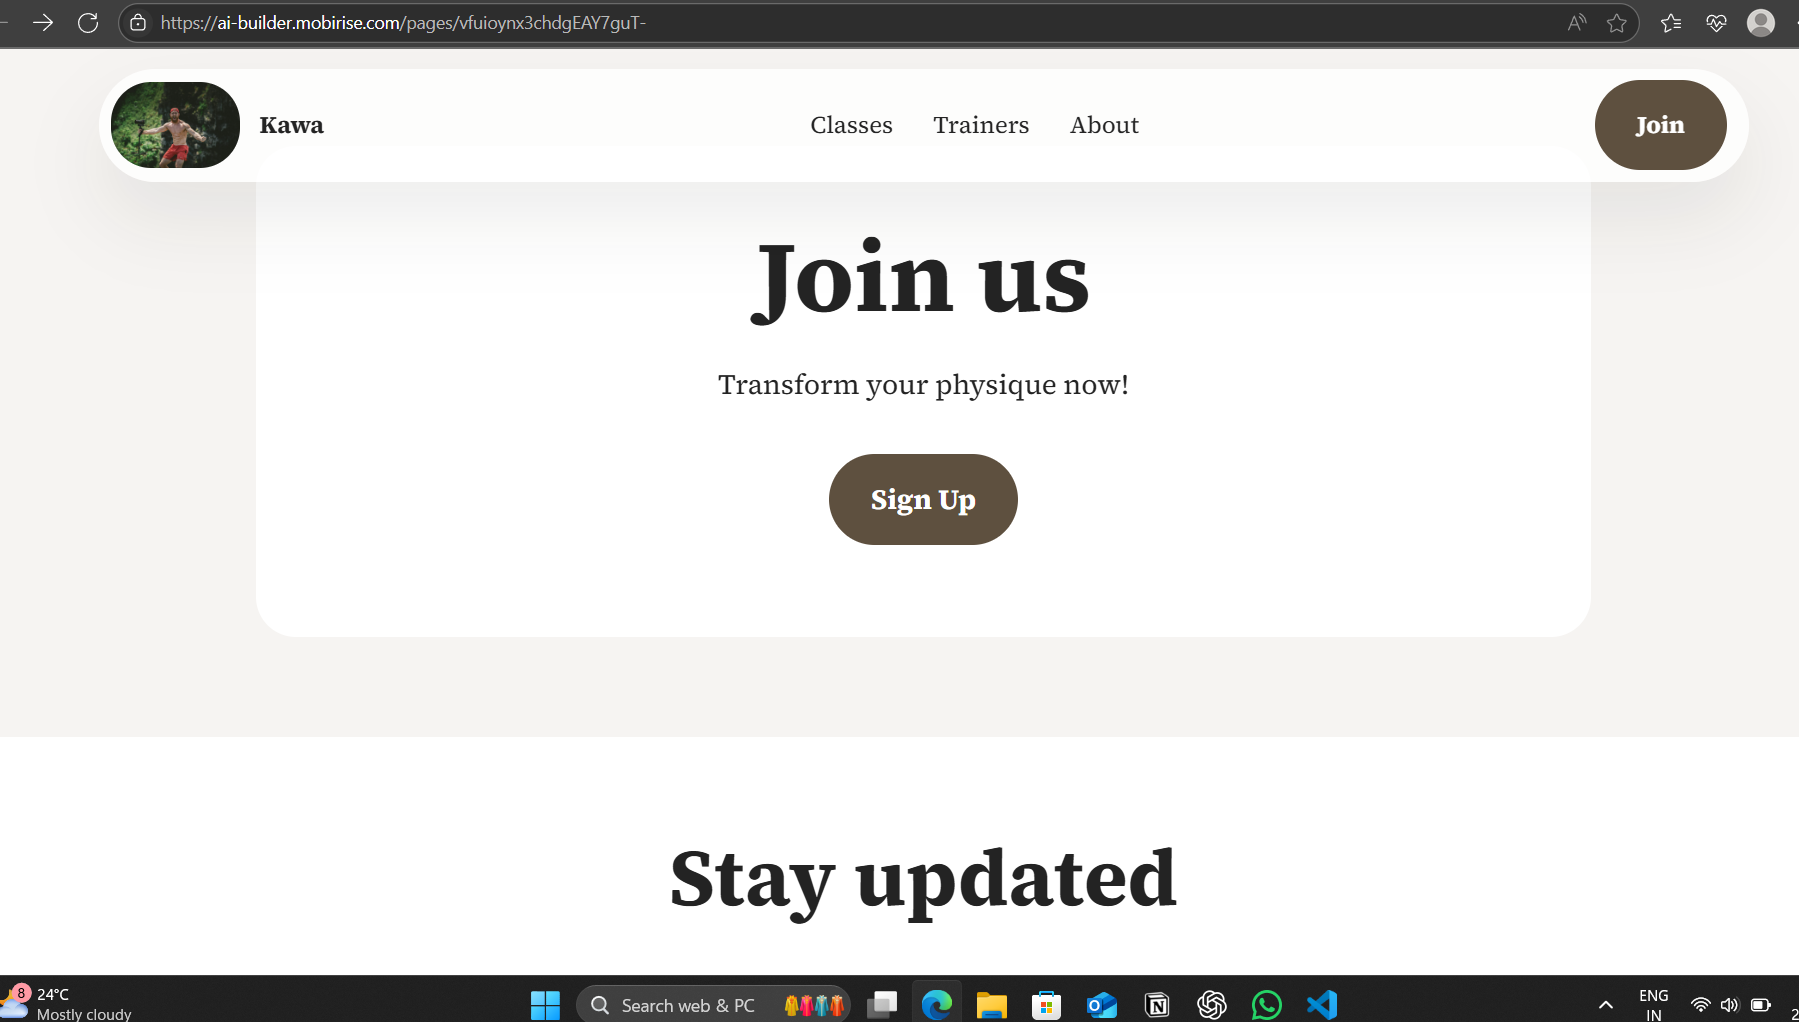 https://ai-builder.mobirise.com/pages/vfuioynx3chdgEAY7guT-
Kawa
Classes Trainers About
Join
Join us
Transform your physique now!
Sign Up
Stay updated
8
24°C
Mostly cloudy
Search web & PC
ENG
IN